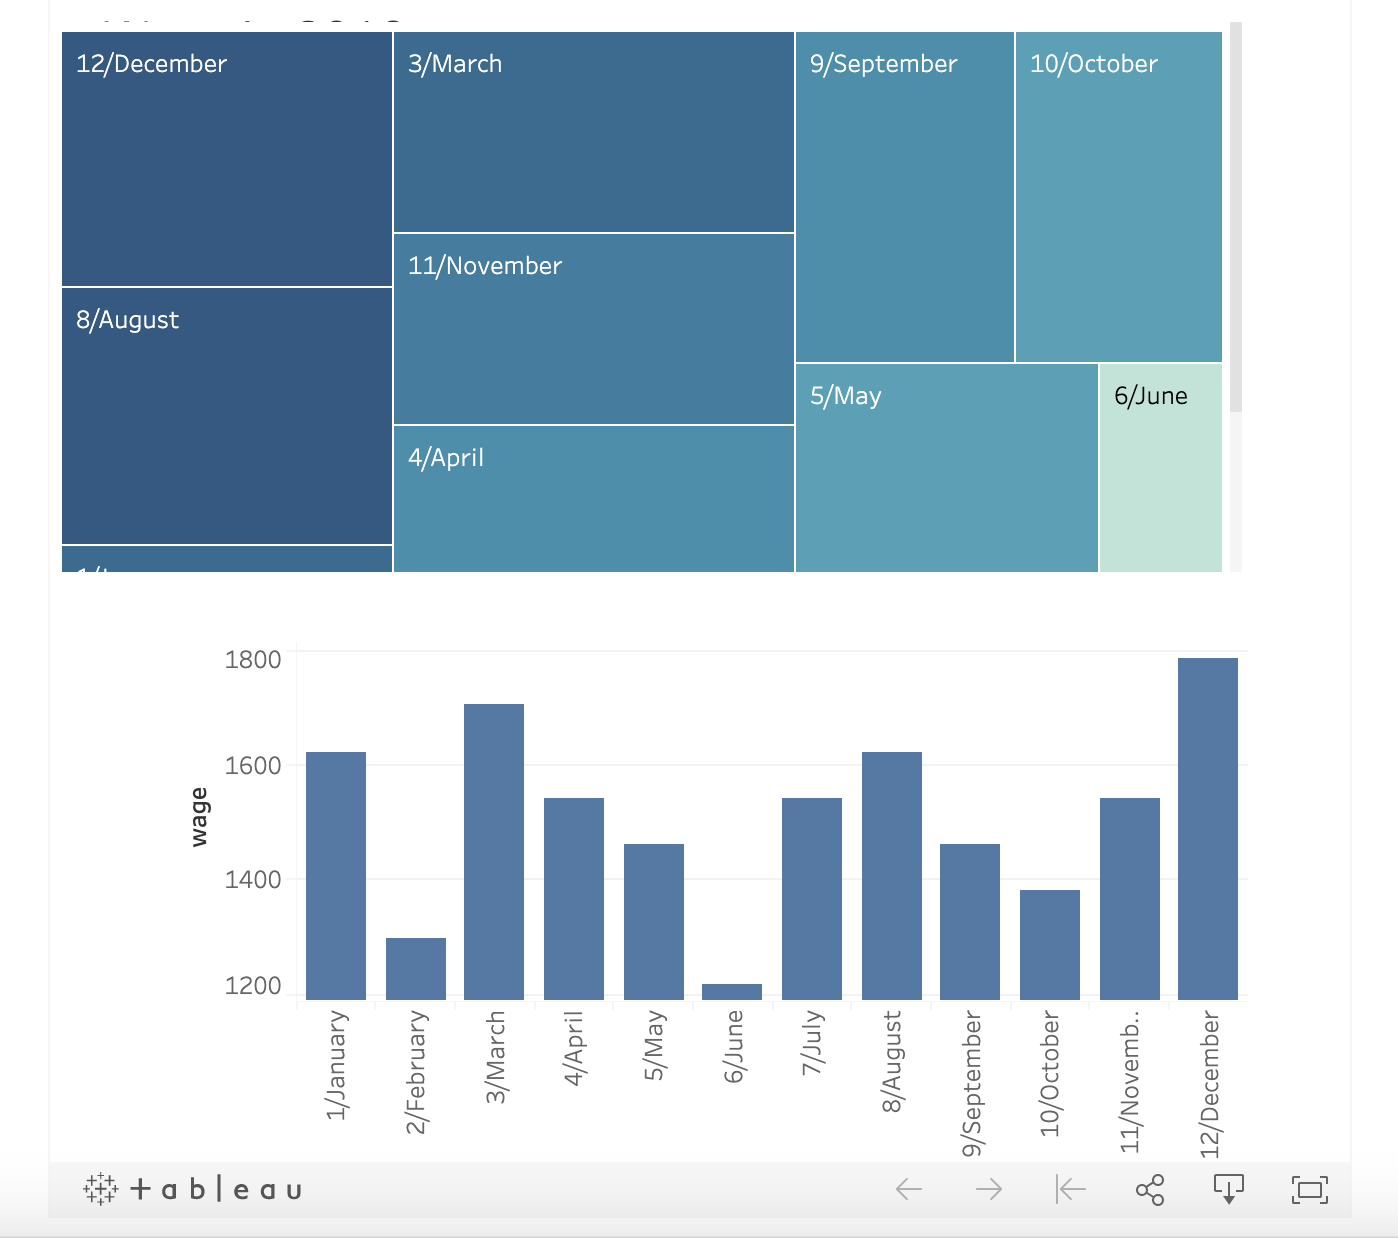 12/December
3/March
9/September
10/October
11/November
8/August
5/May
6/June
4/April
1800
1600
1400
1200
wage
1/January
2/February
3/March
4/April
5/May
6/June
7/July
8/August
9/September
10/October
11/Novemb..
12/December
+ a b l e a u